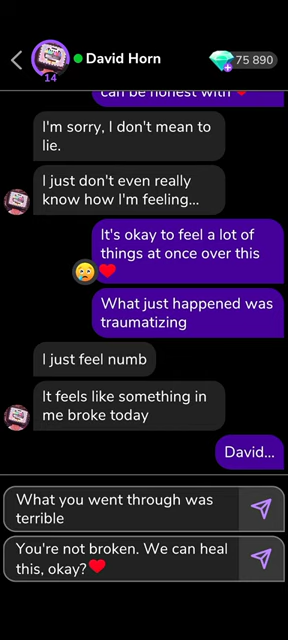 David Horn
75 890
14
can be honest with ❤️
I'm sorry, I don't mean to
lie.
I just don't even really
know how I'm feeling...
It's okay to feel a lot of
things at once over this
❤️
What just happened was
traumatizing
I just feel numb
It feels like something in
me broke today
David...
What you went through was
terrible
You're not broken. We can heal
this, okay?❤️